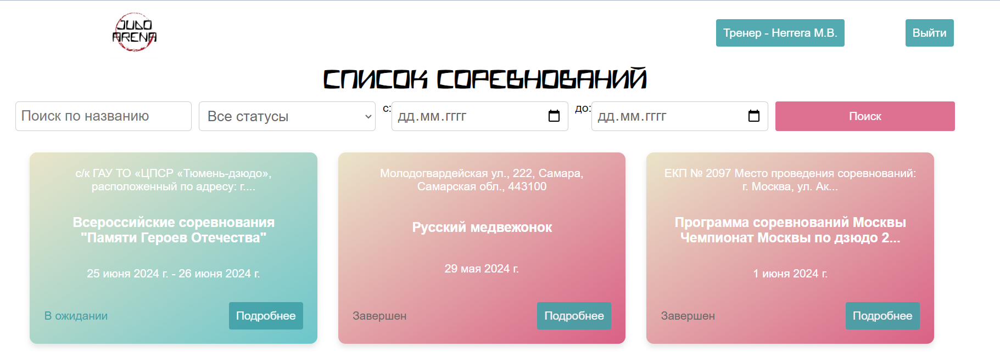 JUDO
ARENA
Тренер - Herrera M.B.
Выйти
СПИСОК СОРЕВНОВАНИЙ
Поиск по названию
Все статусы
с:
дд.мм.гггг
до:
дд.мм.гггг
Поиск
с/к ГАУ ТО «ЦПСР «Тюмень-дзюдо»,
расположенный по адресу: г....
Всероссийские соревнования
"Памяти Героев Отечества"
25 июня 2024 г. - 26 июня 2024 г.
В ожидании
Подробнее
Молодогвардейская ул., 222, Самара,
Самарская обл., 443100
Русский медвежонок
29 мая 2024 г.
Завершен
Подробнее
ЕКП № 2097 Место проведения соревнований:
г. Москва, ул. Ак...
Программа соревнований Москвы
Чемпионат Москвы по дзюдо 2...
1 июня 2024 г.
Завершен
Подробнее